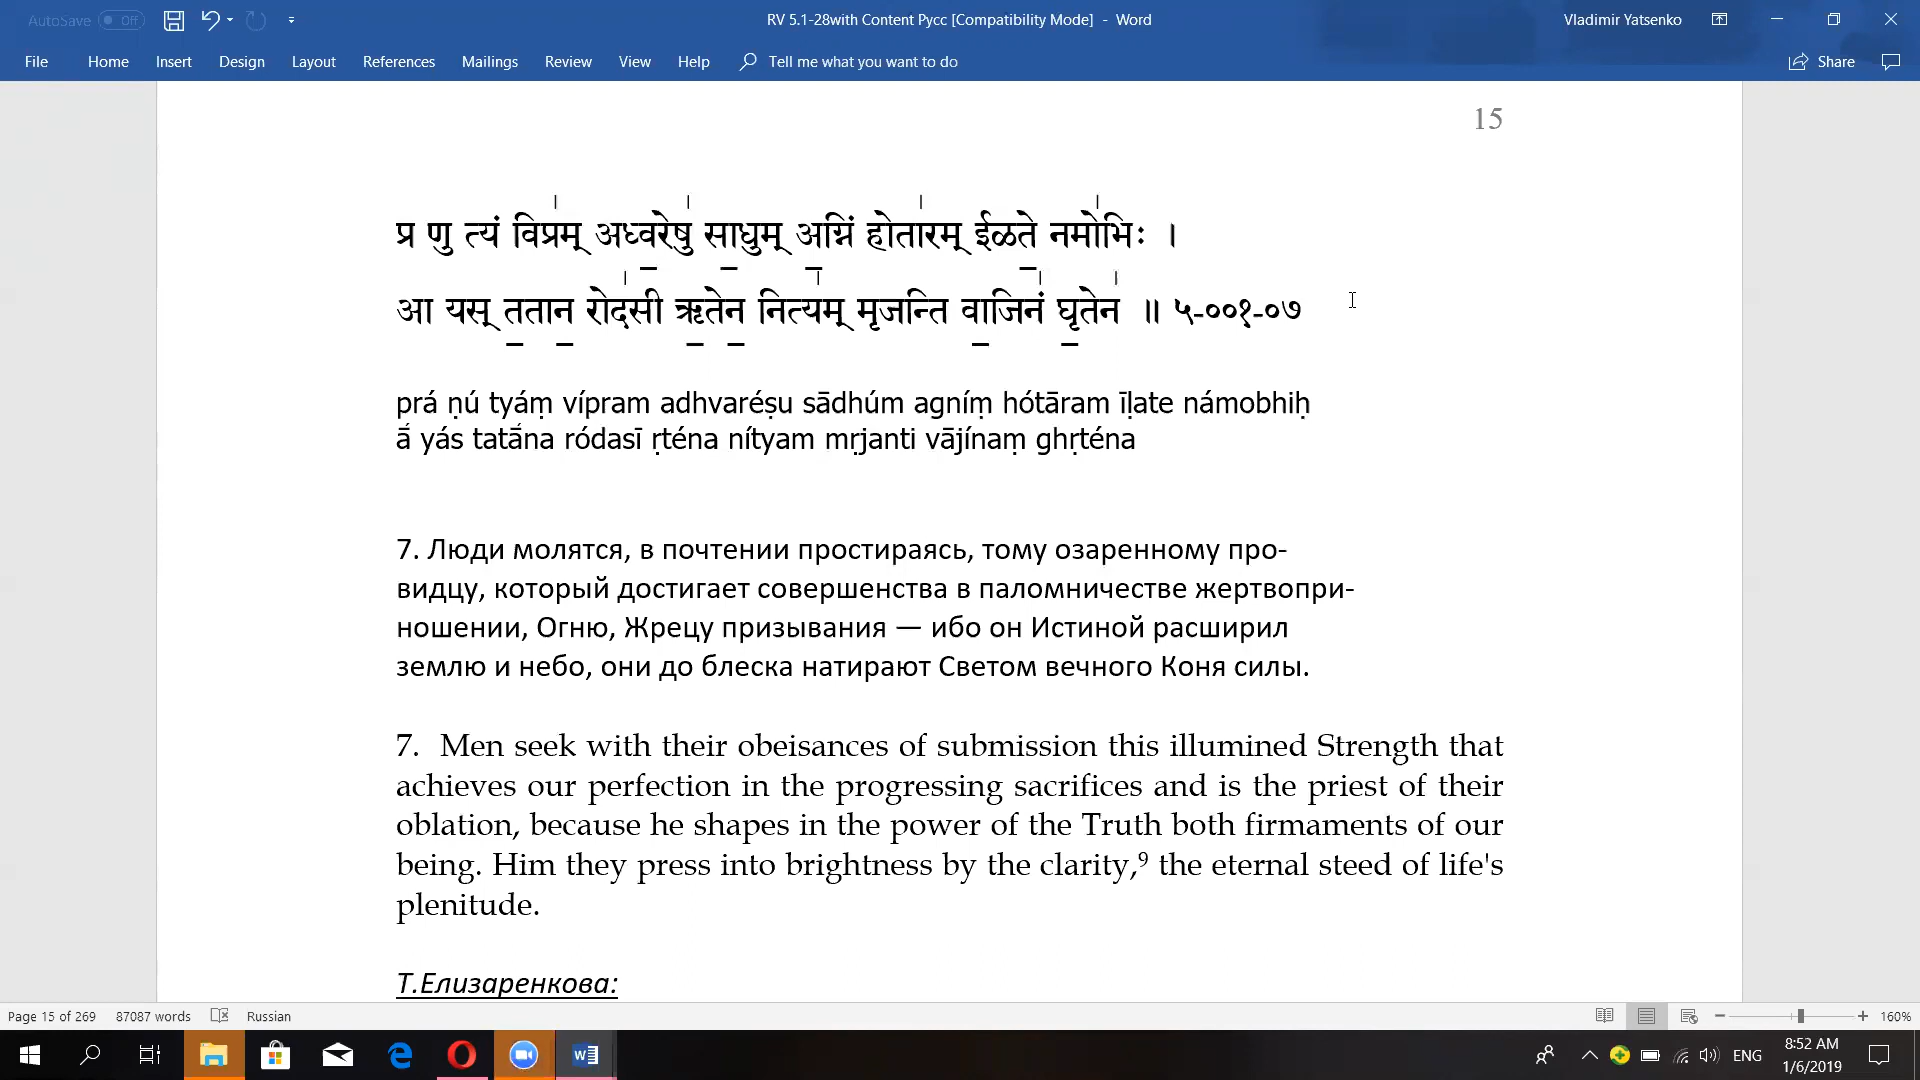 AutoSave Off
RV 5.1-28with Content Русс [Compatibility Mode] - Word
Vladimir Yatsenko
File Home Insert Design Layout References Mailings Review View Help Tell me what you want to do
Share
15
प्र णु त्यं विप्र॑म् अध्व॒रेषु॑ सा॒धुम् अ॒ग्निं होता॑रम् ईळते॒ नमो॑भिः ।
आ यस् त॒तान॒ रोद॑सी ऋ॒तेन॒ नित्य॑म् मृजन्ति वा॒जिनं॑ घृ॒तेन॑ ॥ ५-००१-०७
prá ṇú tyáṃ vípram adhvaréṣu sādhúm agníṃ hótāram īḷate námobhiḥ
ā́ yás tatā́na ródasī ṛténa nítyam mṛjanti vājínaṃ ghṛténa
7. Люди молятся, в почтении простираясь, тому озаренному про-
видцу, который достигает совершенства в паломничестве жертвопри-
ношении, Огню, Жрецу призывания — ибо он Истиной расширил
землю и небо, они до блеска натирают Светом вечного Коня силы.
7. Men seek with their obeisances of submission this illumined Strength that
achieves our perfection in the progressing sacrifices and is the priest of their
oblation, because he shapes in the power of the Truth both firmaments of our
being. Him they press into brightness by the clarity,⁹ the eternal steed of life's
plenitude.
Т.Елизаренкова:
Page 15 of 269 87087 words Russian 160%
ENG
8:52 AM
1/6/2019